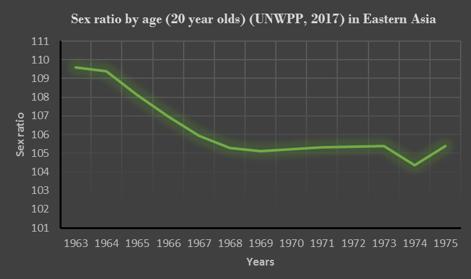 Sex ratio by age (20 year olds) (UNWPP, 2017) in Eastern Asia
111
110
109
108
107
106
105
104
103
102
101
Sex ratio
1963 1964 1965 1966 1967 1968 1969 1970 1971 1972 1973 1974 1975
Years